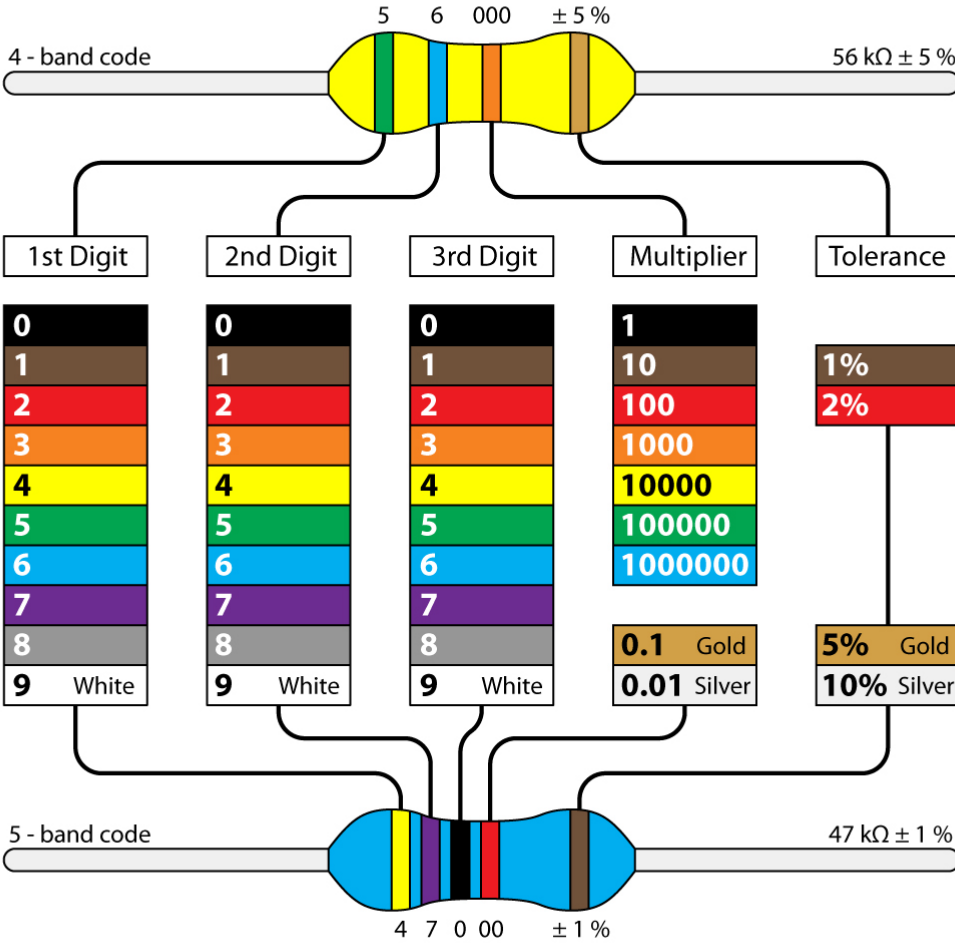 5 6 000 ± 5 %
4 - band code 56 kΩ ± 5 %
1st Digit 2nd Digit 3rd Digit Multiplier Tolerance
0 0 0 1
1 1 1 10 1%
2 2 2 100 2%
3 3 3 1000
4 4 4 10000
5 5 5 100000
6 6 6 1000000
7 7 7
8 8 8 0.1 Gold 5% Gold
9 White 9 White 9 White 0.01 Silver 10% Silver
5 - band code 47 kΩ ± 1 %
4 7 0 00 ± 1 %